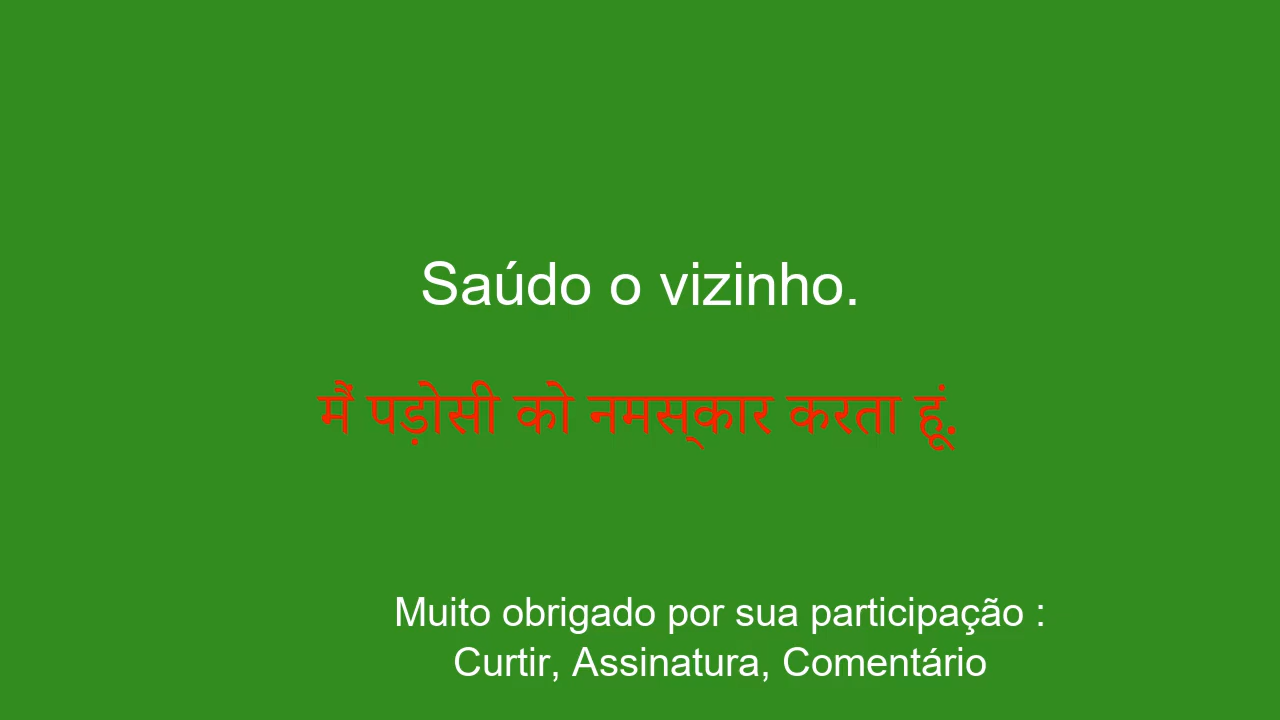 Saúdo o vizinho.
मैं पड़ोसी को नमस्कार करता हूं.
Muito obrigado por sua participação :
Curtir, Assinatura, Comentário